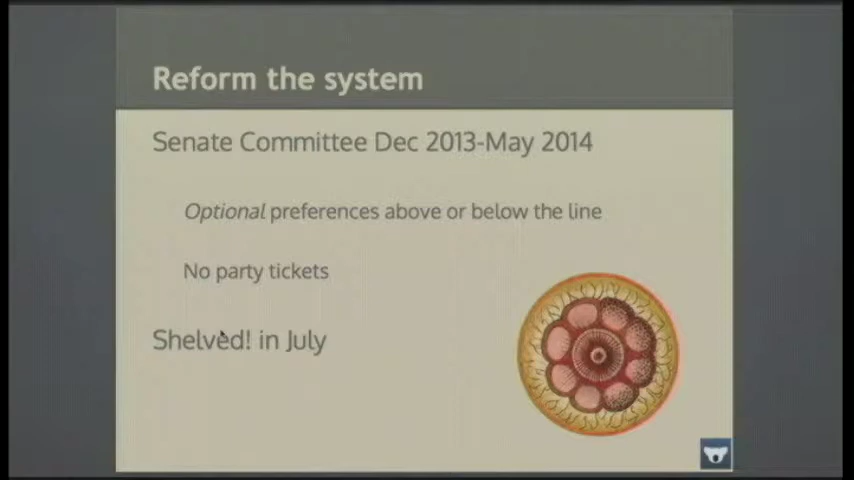 Reform the system
Senate Committee Dec 2013-May 2014
Optional preferences above or below the line
No party tickets
Shelved! in July